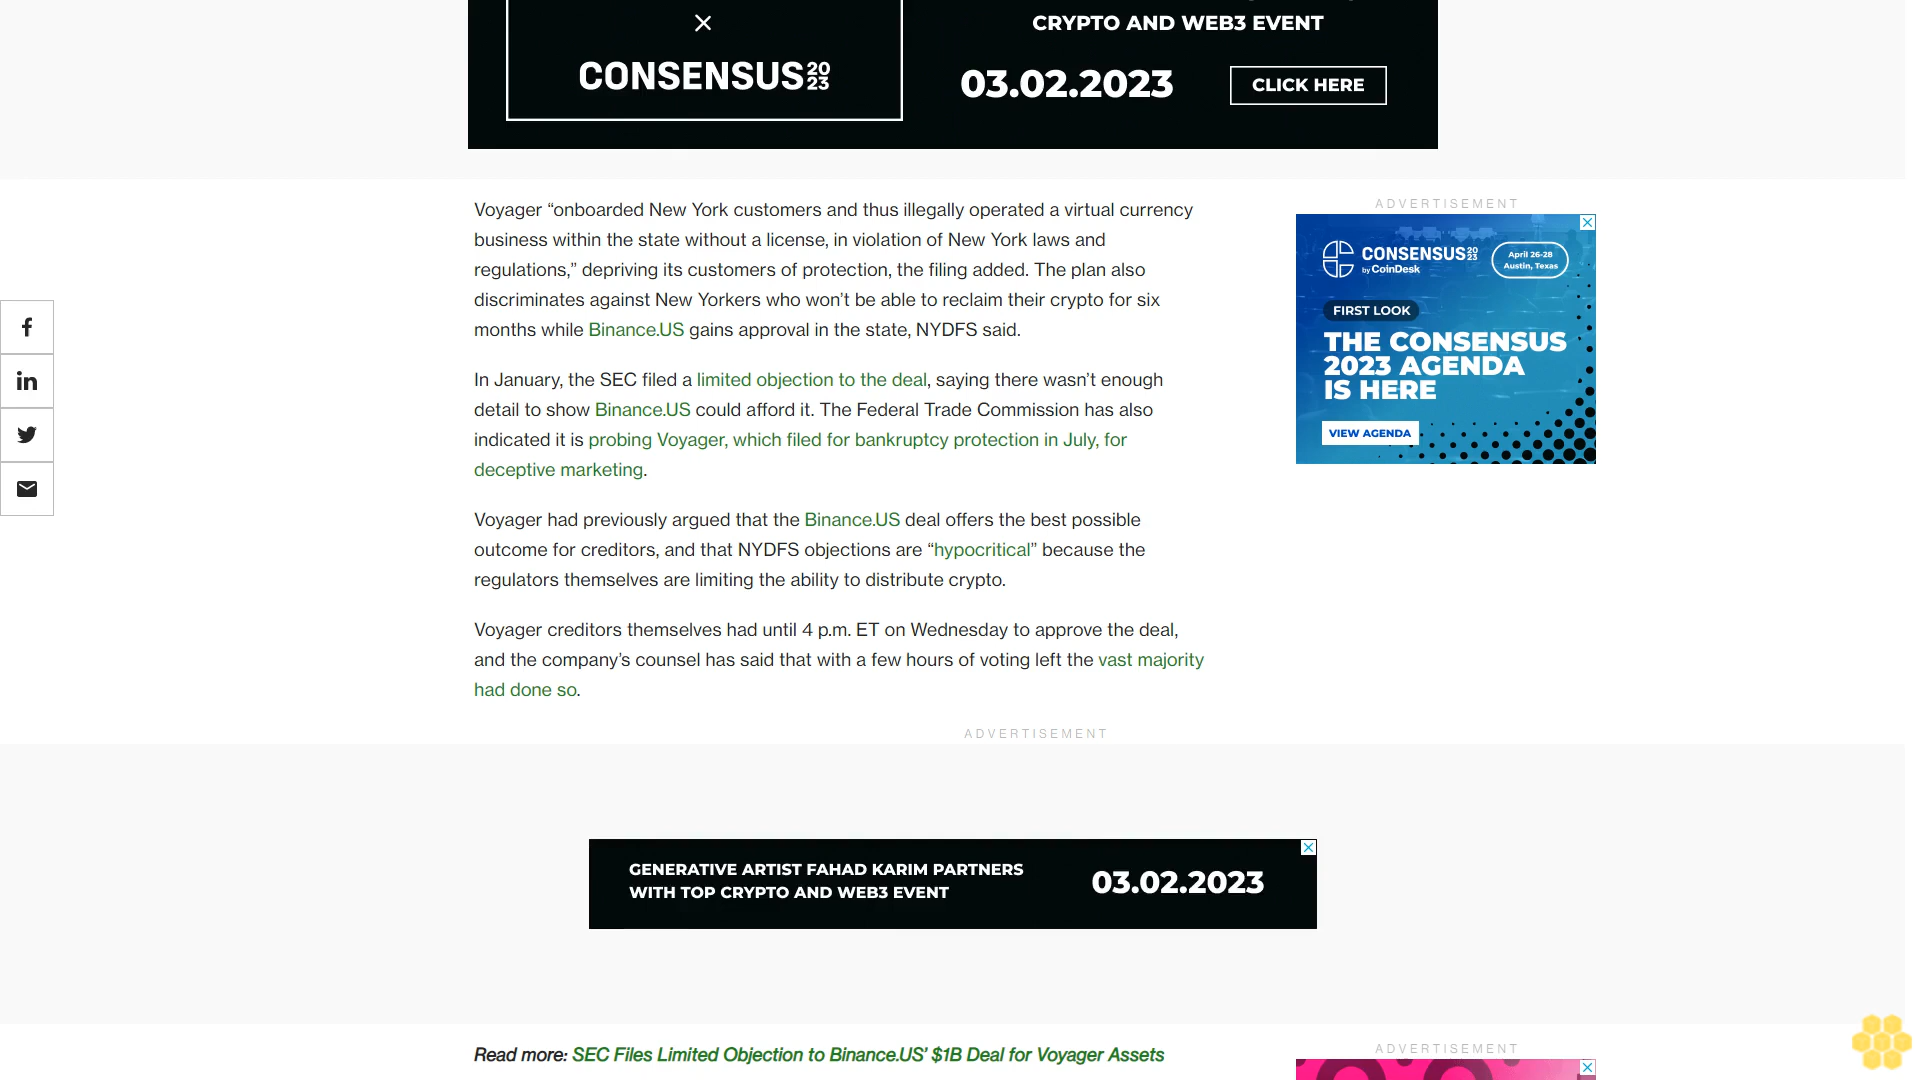 ×
CONSENSUS 2023
CRYPTO AND WEB3 EVENT
03.02.2023
CLICK HERE
Voyager “onboarded New York customers and thus illegally operated a virtual currency
business within the state without a license, in violation of New York laws and
regulations,” depriving its customers of protection, the filing added. The plan also
discriminates against New Yorkers who won’t be able to reclaim their crypto for six
months while Binance.US gains approval in the state, NYDFS said.
In January, the SEC filed a limited objection to the deal, saying there wasn’t enough
detail to show Binance.US could afford it. The Federal Trade Commission has also
indicated it is probing Voyager, which filed for bankruptcy protection in July, for
deceptive marketing.
Voyager had previously argued that the Binance.US deal offers the best possible
outcome for creditors, and that NYDFS objections are “hypocritical” because the
regulators themselves are limiting the ability to distribute crypto.
Voyager creditors themselves had until 4 p.m. ET on Wednesday to approve the deal,
and the company’s counsel has said that with a few hours of voting left the vast majority
had done so.
ADVERTISEMENT
CONSENSUS 2023
by CoinDesk
April 26-28
Austin, Texas
FIRST LOOK
THE CONSENSUS
2023 AGENDA
IS HERE
VIEW AGENDA
ADVERTISEMENT
GENERATIVE ARTIST FAHAD KARIM PARTNERS
WITH TOP CRYPTO AND WEB3 EVENT
03.02.2023
Read more: SEC Files Limited Objection to Binance.US’ $1B Deal for Voyager Assets
ADVERTISEMENT